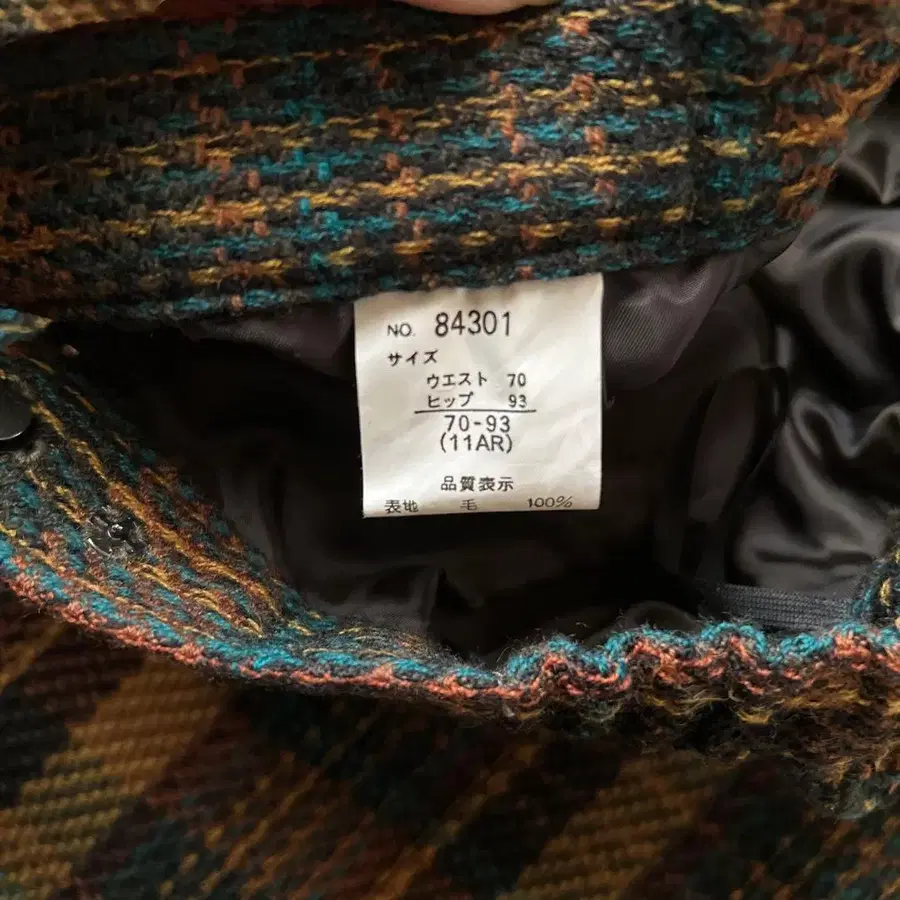 NO. 84301
サイズ
ウエスト 70
ヒップ 93
70-93
(11AR)
品質表示
表地 毛 100%